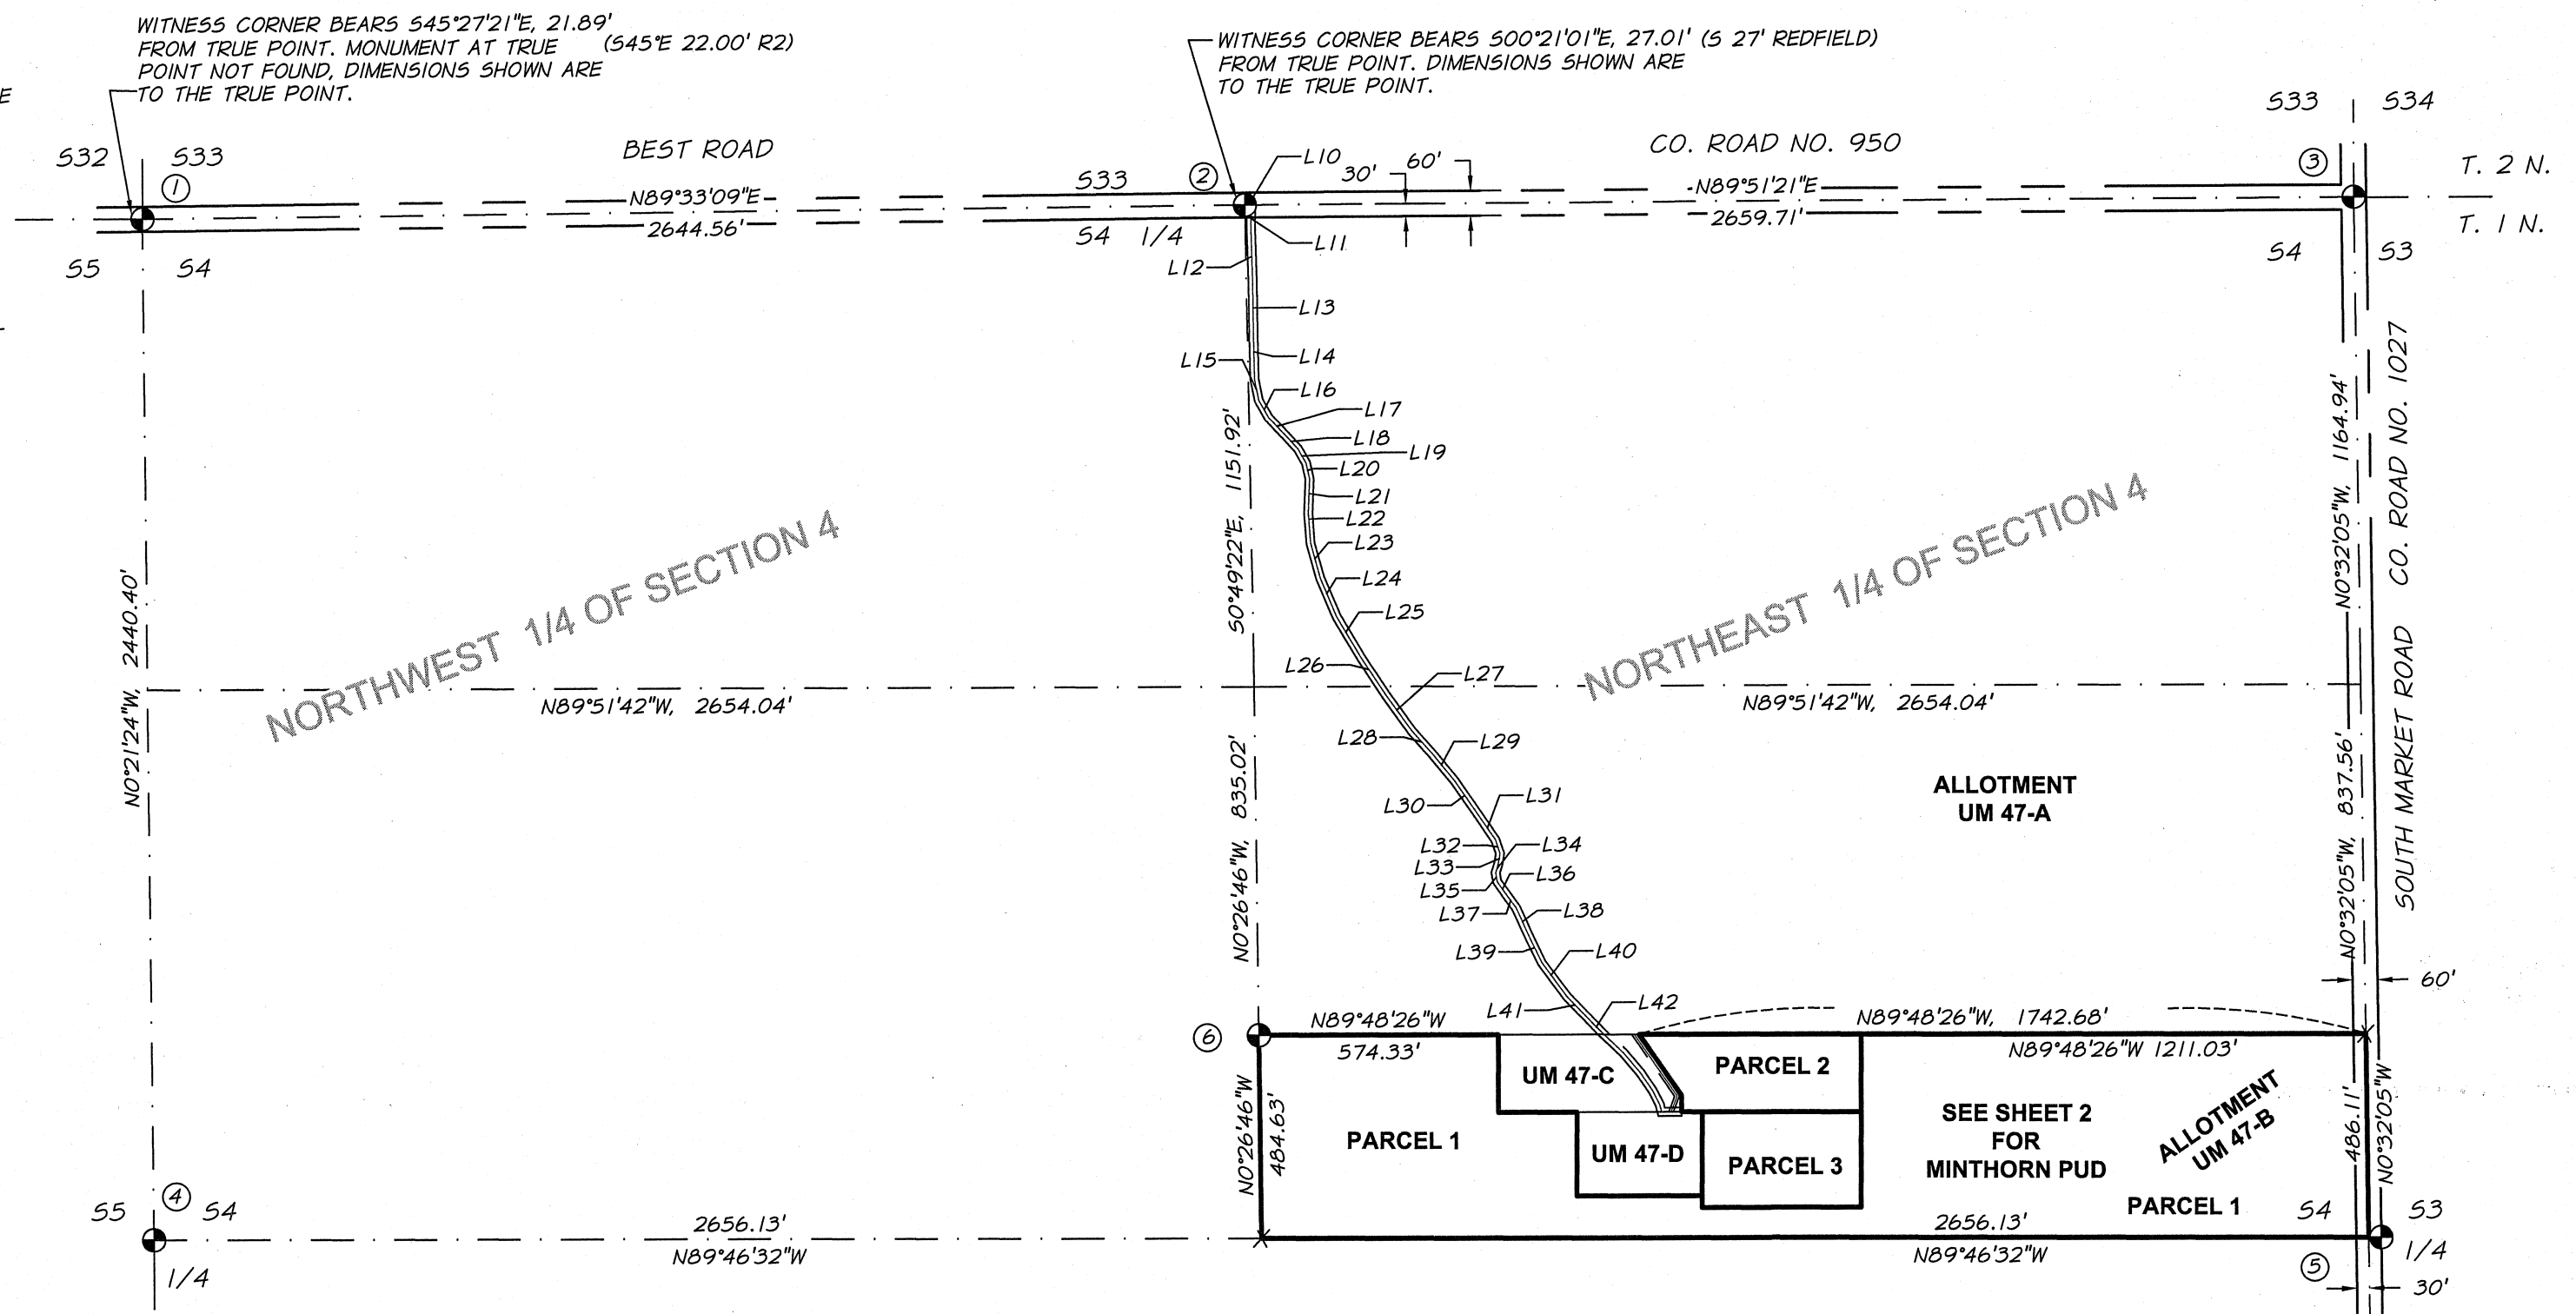 WITNESS CORNER BEARS S45°27'21"E, 21.89'
FROM TRUE POINT. MONUMENT AT TRUE (S45°E 22.00' R2)
POINT NOT FOUND, DIMENSIONS SHOWN ARE
TO THE TRUE POINT.
WITNESS CORNER BEARS S00°21'01"E, 27.01' (S 27' REDFIELD)
FROM TRUE POINT. DIMENSIONS SHOWN ARE
TO THE TRUE POINT.
E
S33 S34
S32 S33
1
BEST ROAD
S33
2
L10
30' 60'
CO. ROAD NO. 950
3
T. 2 N.
N89°33'09"E
2644.56'
N89°51'21"E
2659.71'
T. 1 N.
S4 1/4
L11
S5 S4
S4 S3
L12
L13
L14
L15
L16
L17
L18
L19
L20
L21
L22
L23
L24
L25
L26
L27
L28
L29
L30
L31
L32
L33
L34
L35
L36
L37
L38
L39
L40
L41
L42
N0°21'24"W, 2440.40'
NORTHWEST 1/4 OF SECTION 4
S0°49'22"E, 1151.92'
NORTHEAST 1/4 OF SECTION 4
N0°32'05"W, 1164.94'
SOUTH MARKET ROAD CO. ROAD NO. 1027
N89°51'42"W, 2654.04'
N89°51'42"W, 2654.04'
N0°26'46"W, 835.02'
ALLOTMENT
UM 47-A
N0°32'05"W, 837.56'
60'
6
N89°48'26"W
574.33'
N89°48'26"W, 1742.68'
N89°48'26"W 1211.03'
UM 47-C
PARCEL 2
N0°26'46"W
484.63'
PARCEL 1
UM 47-D
PARCEL 3
SEE SHEET 2
FOR
MINTHORN PUD
ALLOTMENT
UM 47-B
PARCEL 1
486.11'
N0°32'05"W
4
S5 S4
S4 S3
2656.13'
N89°46'32"W
2656.13'
N89°46'32"W
1/4
1/4
5
30'